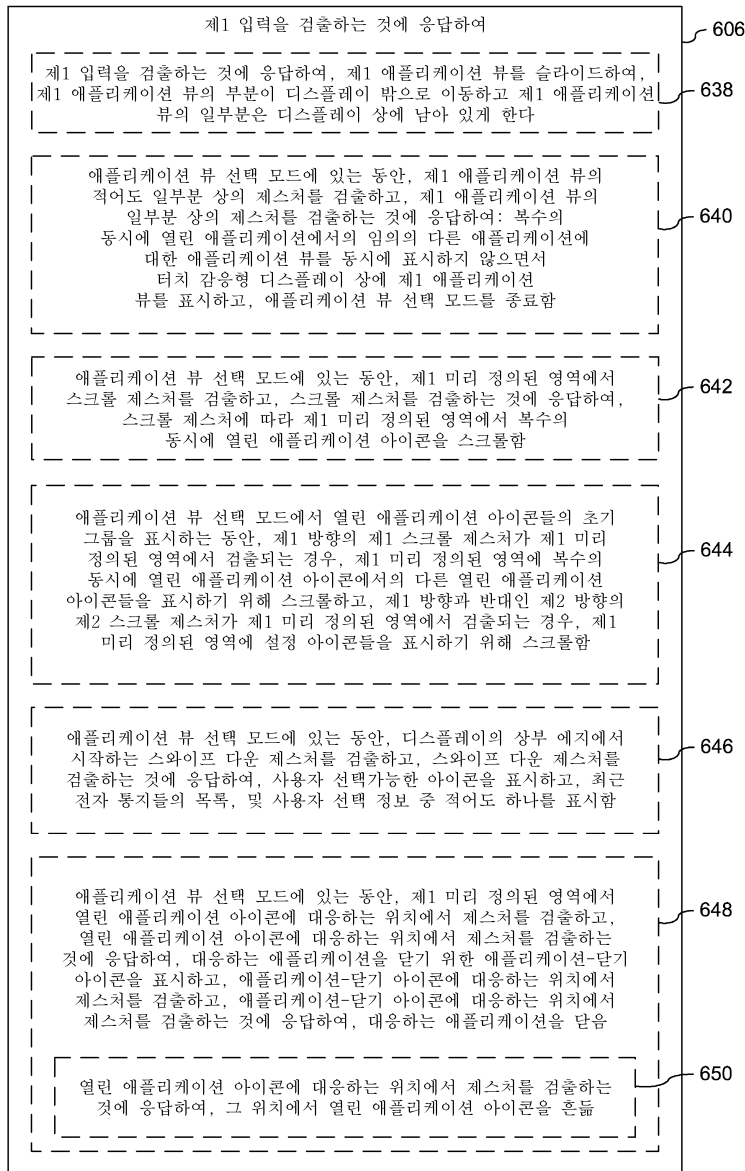 제1 입력을 검출하는 것에 응답하여
606
제1 입력을 검출하는 것에 응답하여, 제1 애플리케이션 뷰를 슬라이드하여,
제1 애플리케이션 뷰의 부분이 디스플레이 밖으로 이동하고 제1 애플리케이션
뷰의 일부분은 디스플레이 상에 남아 있게 한다
638
애플리케이션 뷰 선택 모드에 있는 동안, 제1 애플리케이션 뷰의
적어도 일부분 상의 제스처를 검출하고, 제1 애플리케이션 뷰의
일부분 상의 제스처를 검출하는 것에 응답하여: 복수의
동시에 열린 애플리케이션에서의 임의의 다른 애플리케이션에
대한 애플리케이션 뷰를 동시에 표시하지 않으면서
터치 감응형 디스플레이 상에 제1 애플리케이션
뷰를 표시하고, 애플리케이션 뷰 선택 모드를 종료함
640
애플리케이션 뷰 선택 모드에 있는 동안, 제1 미리 정의된 영역에서
스크롤 제스처를 검출하고, 스크롤 제스처를 검출하는 것에 응답하여,
스크롤 제스처에 따라 제1 미리 정의된 영역에서 복수의
동시에 열린 애플리케이션 아이콘을 스크롤함
642
애플리케이션 뷰 선택 모드에서 열린 애플리케이션 아이콘들의 초기
그룹을 표시하는 동안, 제1 방향의 제1 스크롤 제스처가 제1 미리
정의된 영역에서 검출되는 경우, 제1 미리 정의된 영역에 복수의
동시에 열린 애플리케이션 아이콘에서의 다른 열린 애플리케이션
아이콘들을 표시하기 위해 스크롤하고, 제1 방향과 반대인 제2 방향의
제2 스크롤 제스처가 제1 미리 정의된 영역에서 검출되는 경우, 제1
미리 정의된 영역에 설정 아이콘들을 표시하기 위해 스크롤함
644
애플리케이션 뷰 선택 모드에 있는 동안, 디스플레이의 상부 에지에서
시작하는 스와이프 다운 제스처를 검출하고, 스와이프 다운 제스처를
검출하는 것에 응답하여, 사용자 선택가능한 아이콘을 표시하고, 최근
전자 통지들의 목록, 및 사용자 선택 정보 중 적어도 하나를 표시함
646
애플리케이션 뷰 선택 모드에 있는 동안, 제1 미리 정의된 영역에서
열린 애플리케이션 아이콘에 대응하는 위치에서 제스처를 검출하고,
열린 애플리케이션 아이콘에 대응하는 위치에서 제스처를 검출하는
것에 응답하여, 대응하는 애플리케이션을 닫기 위한 애플리케이션-닫기
아이콘을 표시하고, 애플리케이션-닫기 아이콘에 대응하는 위치에서
제스처를 검출하고, 애플리케이션-닫기 아이콘에 대응하는 위치에서
제스처를 검출하는 것에 응답하여, 대응하는 애플리케이션을 닫음
648
열린 애플리케이션 아이콘에 대응하는 위치에서 제스처를 검출하는
것에 응답하여, 그 위치에서 열린 애플리케이션 아이콘을 흔듦
650